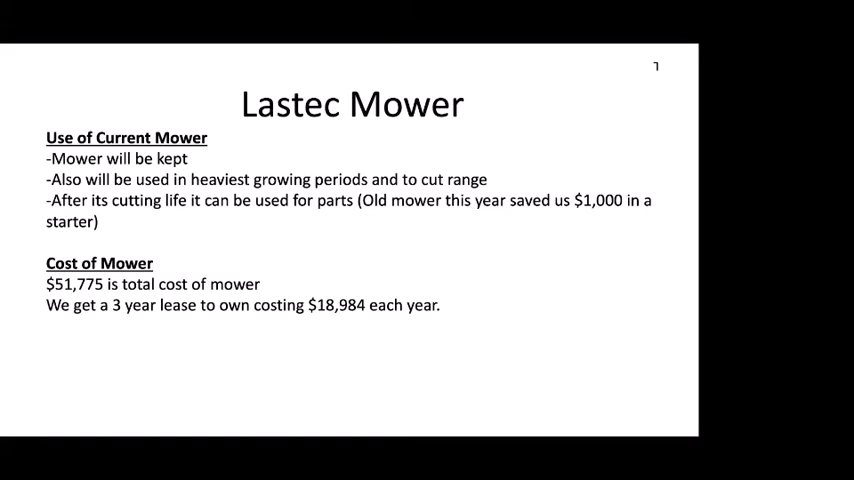 Lastec Mower
Use of Current Mower
-Mower will be kept
-Also will be used in heaviest growing periods and to cut range
-After its cutting life it can be used for parts (Old mower this year saved us $1,000 in a
starter)
Cost of Mower
$51,775 is total cost of mower
We get a 3 year lease to own costing $18,984 each year.